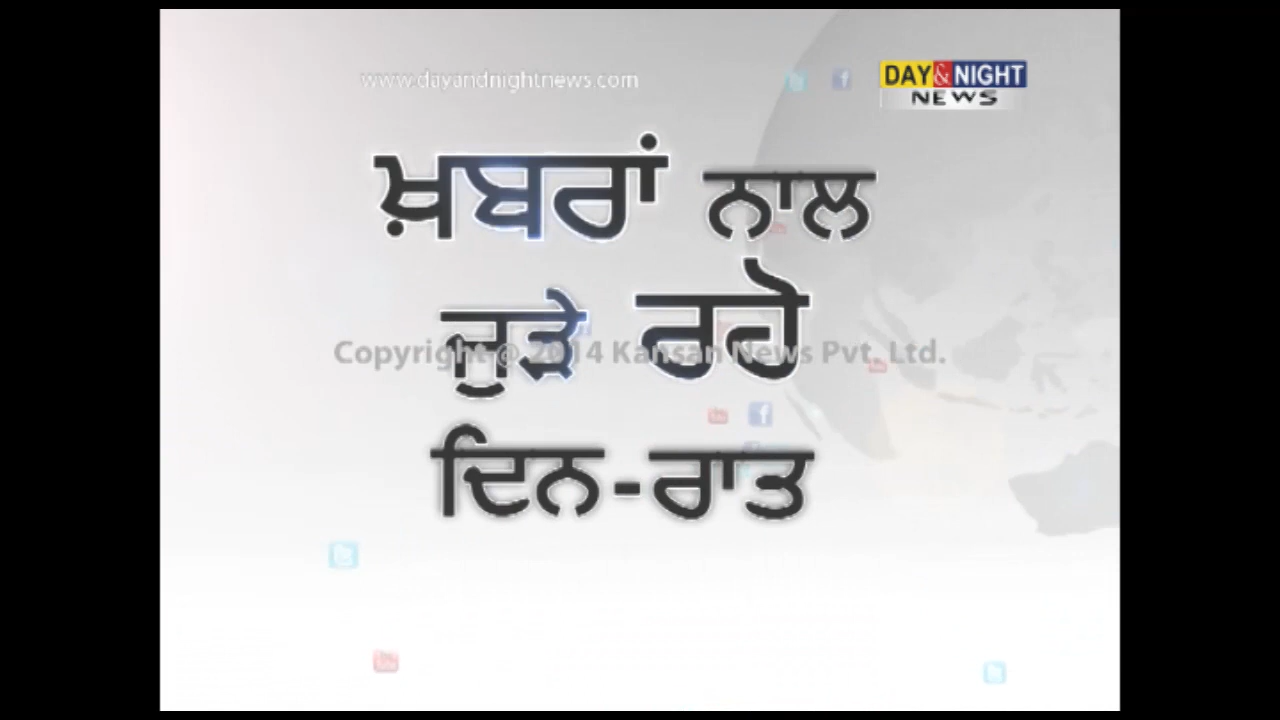 www.dayandnightnews.com
DAY&NIGHT
NEWS
ਖ਼ਬਰਾਂ ਨਾਲ
ਜੁੜੇ ਰਹੋ
Copyright @ 2014 Kansan News Pvt. Ltd.
ਦਿਨ-ਰਾਤ